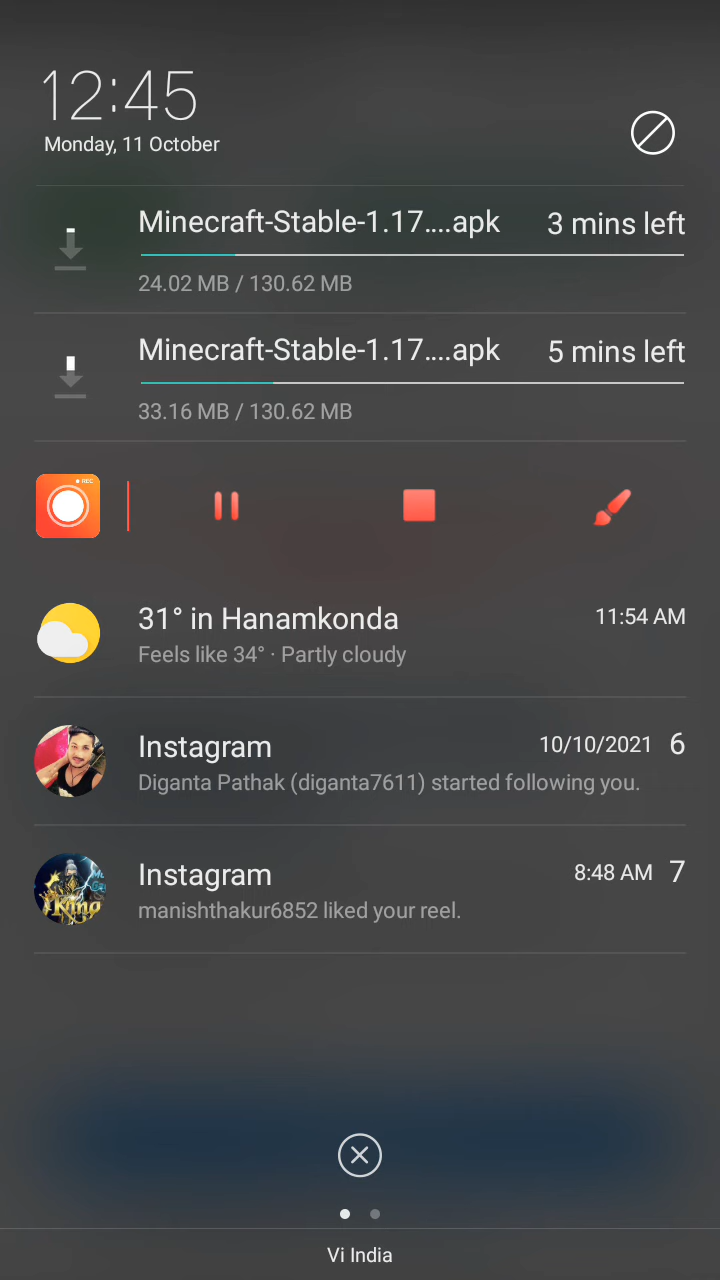 12:45
Monday, 11 October
Minecraft-Stable-1.17....apk 3 mins left
24.02 MB / 130.62 MB
Minecraft-Stable-1.17....apk 5 mins left
33.16 MB / 130.62 MB
REC
31° in Hanamkonda 11:54 AM
Feels like 34° · Partly cloudy
Instagram 10/10/2021 6
Diganta Pathak (diganta7611) started following you.
Instagram 8:48 AM 7
manishthakur6852 liked your reel.
King
Vi India